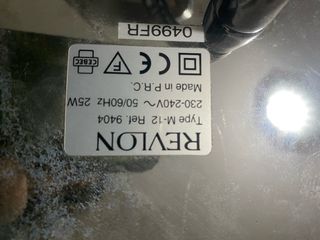 REVLON
Type M-12 Ref. 9404
230-240V ~ 50/60Hz 25W
Made in P.R.C.
CE F CEBEC
0499FR